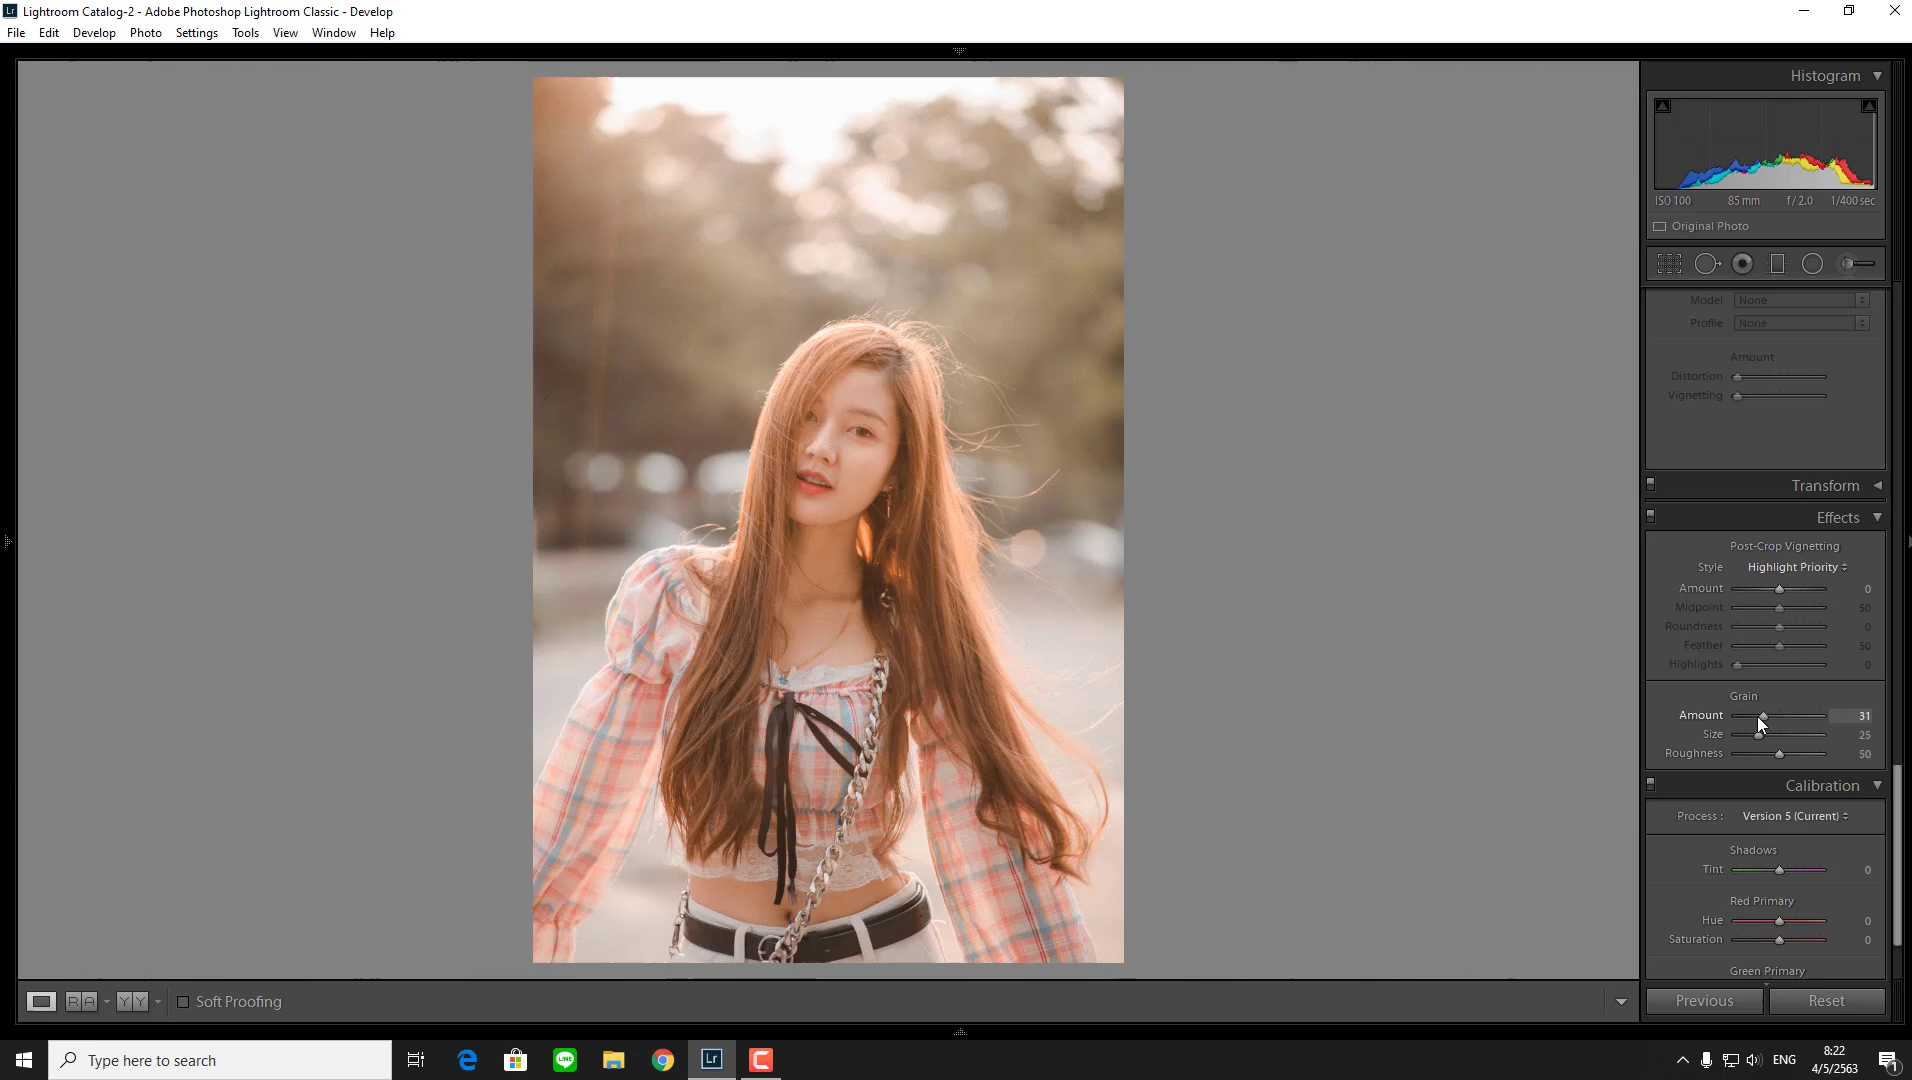 Lr Lightroom Catalog-2 - Adobe Photoshop Lightroom Classic - Develop
File Edit Develop Photo Settings Tools View Window Help
Histogram
ISO 100 85 mm f / 2.0 1/400 sec
Original Photo
Model None
Profile None
Amount
Distortion
Vignetting
Transform
Effects
Post-Crop Vignetting
Style Highlight Priority
Amount 0
Midpoint 50
Roundness 0
Feather 50
Highlights 0
Grain
Amount 31
Size 25
Roughness 50
Calibration
Process : Version 5 (Current)
Shadows
Tint 0
Red Primary
Hue 0
Saturation 0
Green Primary
R A Y Y Soft Proofing
Previous Reset
Type here to search
LINE
Lr
C
ENG
8:22
4/5/2563
1